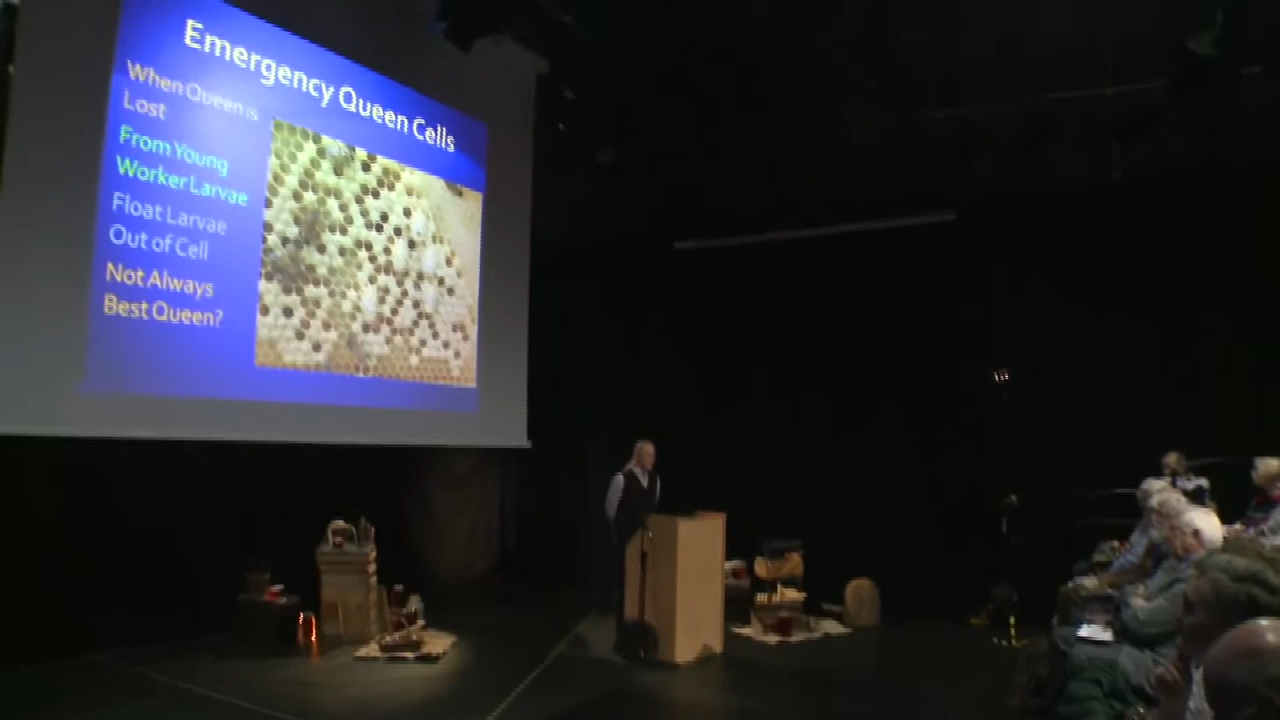 Emergency Queen Cells
When Queen is
Lost
From Young
Worker Larvae
Float Larvae
Out of Cell
Not Always
Best Queen?